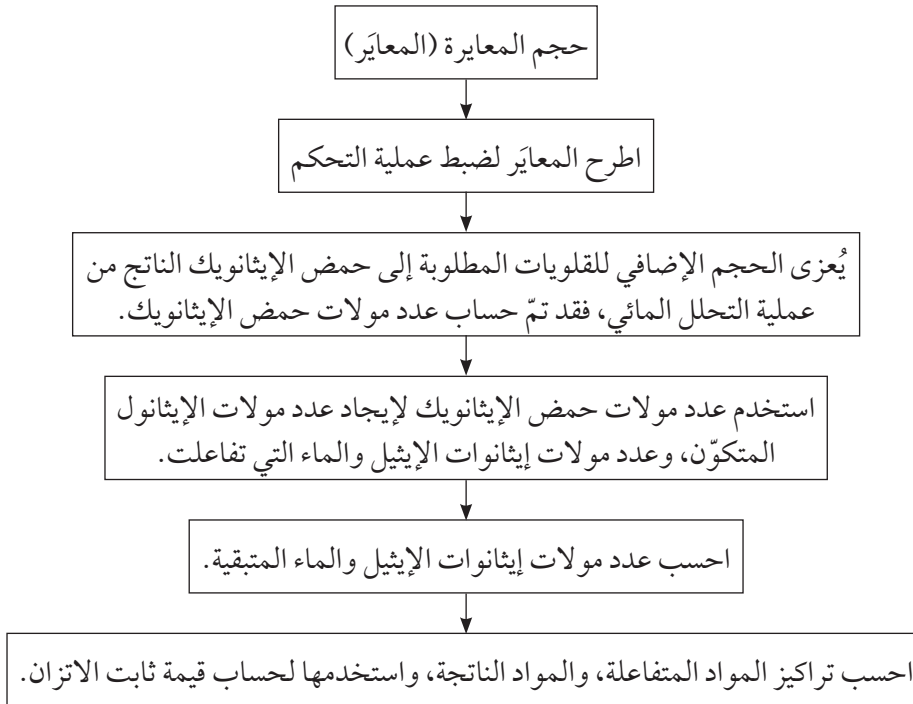 حجم المعايرة (المعايَر)
اطرح المعايَر لضبط عملية التحكم
يُعزى الحجم الإضافي للقلويات المطلوبة إلى حمض الإيثانويك الناتج من
عملية التحلل المائي، فقد تمّ حساب عدد مولات حمض الإيثانويك.
استخدم عدد مولات حمض الإيثانويك لإيجاد عدد مولات الإيثانول
المتكوّن، وعدد مولات إيثانوات الإيثيل والماء التي تفاعلت.
احسب عدد مولات إيثانوات الإيثيل والماء المتبقية.
احسب تراكيز المواد المتفاعلة، والمواد الناتجة، واستخدمها لحساب قيمة ثابت الاتزان.